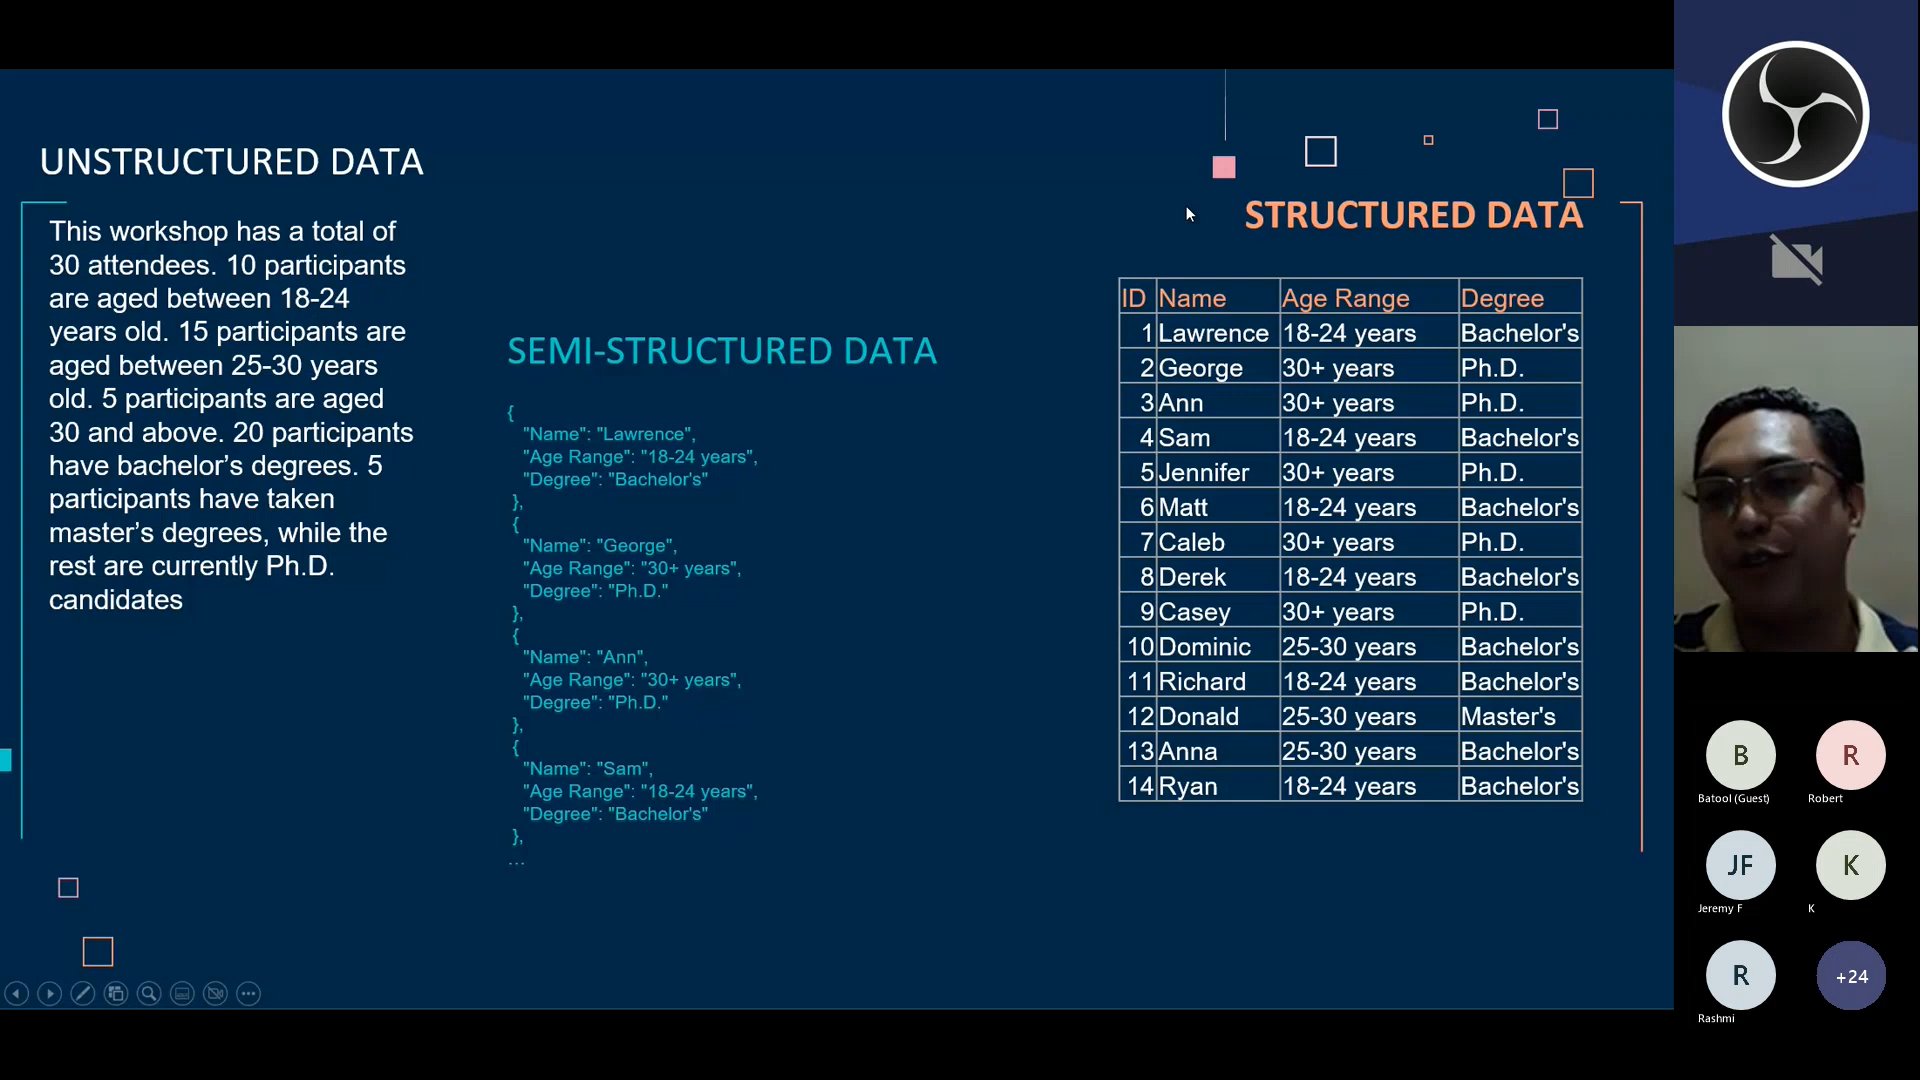 UNSTRUCTURED DATA
This workshop has a total of
30 attendees. 10 participants
are aged between 18-24
years old. 15 participants are
aged between 25-30 years
old. 5 participants are aged
30 and above. 20 participants
have bachelor’s degrees. 5
participants have taken
master’s degrees, while the
rest are currently Ph.D.
candidates
SEMI-STRUCTURED DATA
{
"Name": "Lawrence",
"Age Range": "18-24 years",
"Degree": "Bachelor's"
},
{
"Name": "George",
"Age Range": "30+ years",
"Degree": "Ph.D."
},
{
"Name": "Ann",
"Age Range": "30+ years",
"Degree": "Ph.D."
},
{
"Name": "Sam",
"Age Range": "18-24 years",
"Degree": "Bachelor's"
},
...
STRUCTURED DATA
ID Name Age Range Degree
1 Lawrence 18-24 years Bachelor's
2 George 30+ years Ph.D.
3 Ann 30+ years Ph.D.
4 Sam 18-24 years Bachelor's
5 Jennifer 30+ years Ph.D.
6 Matt 18-24 years Bachelor's
7 Caleb 30+ years Ph.D.
8 Derek 18-24 years Bachelor's
9 Casey 30+ years Ph.D.
10 Dominic 25-30 years Bachelor's
11 Richard 18-24 years Bachelor's
12 Donald 25-30 years Master's
13 Anna 25-30 years Bachelor's
14 Ryan 18-24 years Bachelor's
B R
Batool (Guest) Robert
JF K
Jeremy F K
R +24
Rashmi